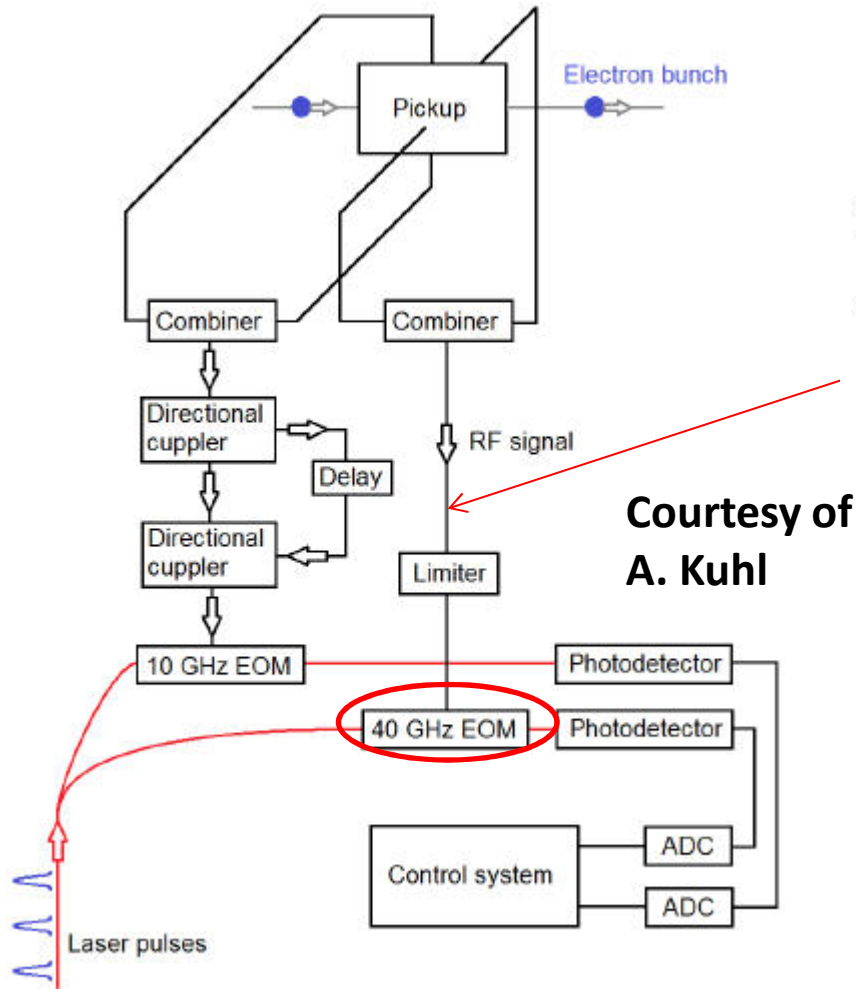 Electron bunch
Pickup
Combiner
Combiner
Directional
cuppler
RF signal
Delay
Directional
cuppler
Limiter
Courtesy of
A. Kuhl
10 GHz EOM
Photodetector
40 GHz EOM
Photodetector
Control system
ADC
ADC
Laser pulses